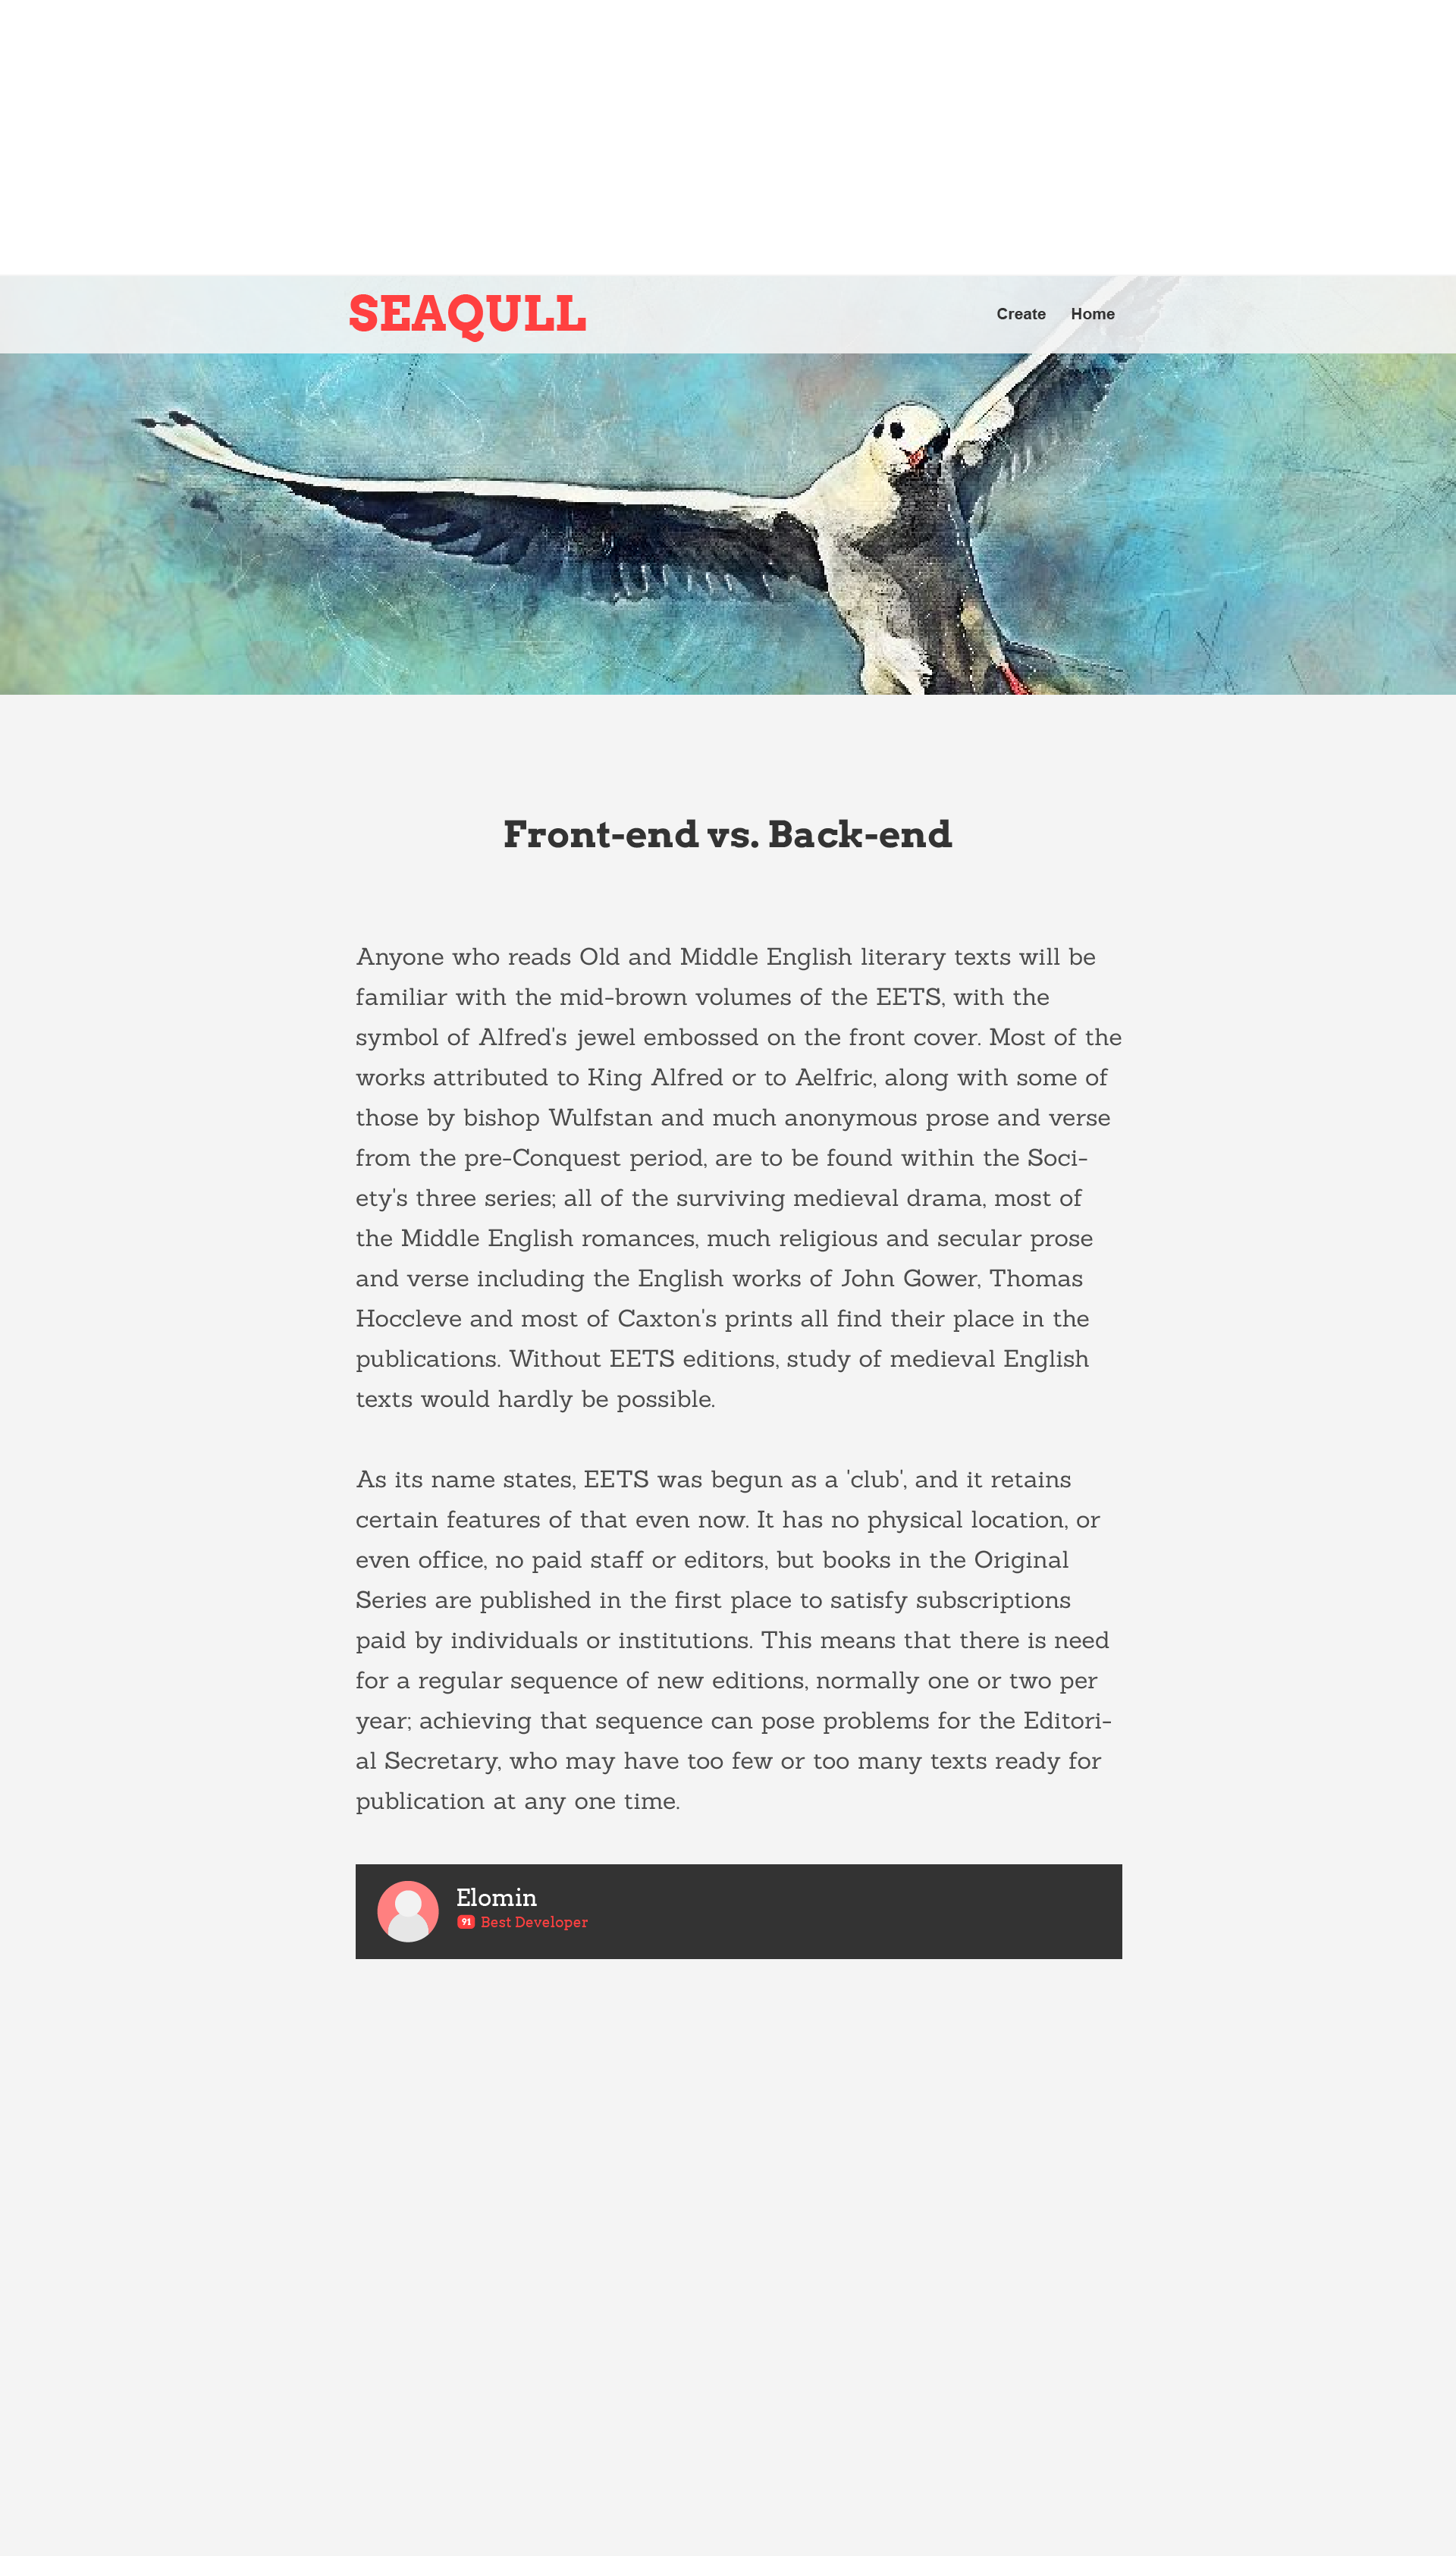 SEAQULL
Create Home
Front-end vs. Back-end
Anyone who reads Old and Middle English literary texts will be
familiar with the mid-brown volumes of the EETS, with the
symbol of Alfred's jewel embossed on the front cover. Most of the
works attributed to King Alfred or to Aelfric, along with some of
those by bishop Wulfstan and much anonymous prose and verse
from the pre-Conquest period, are to be found within the Soci-
ety's three series; all of the surviving medieval drama, most of
the Middle English romances, much religious and secular prose
and verse including the English works of John Gower, Thomas
Hoccleve and most of Caxton's prints all find their place in the
publications. Without EETS editions, study of medieval English
texts would hardly be possible.
As its name states, EETS was begun as a 'club', and it retains
certain features of that even now. It has no physical location, or
even office, no paid staff or editors, but books in the Original
Series are published in the first place to satisfy subscriptions
paid by individuals or institutions. This means that there is need
for a regular sequence of new editions, normally one or two per
year; achieving that sequence can pose problems for the Editori-
al Secretary, who may have too few or too many texts ready for
publication at any one time.
Elomin
91 Best Developer